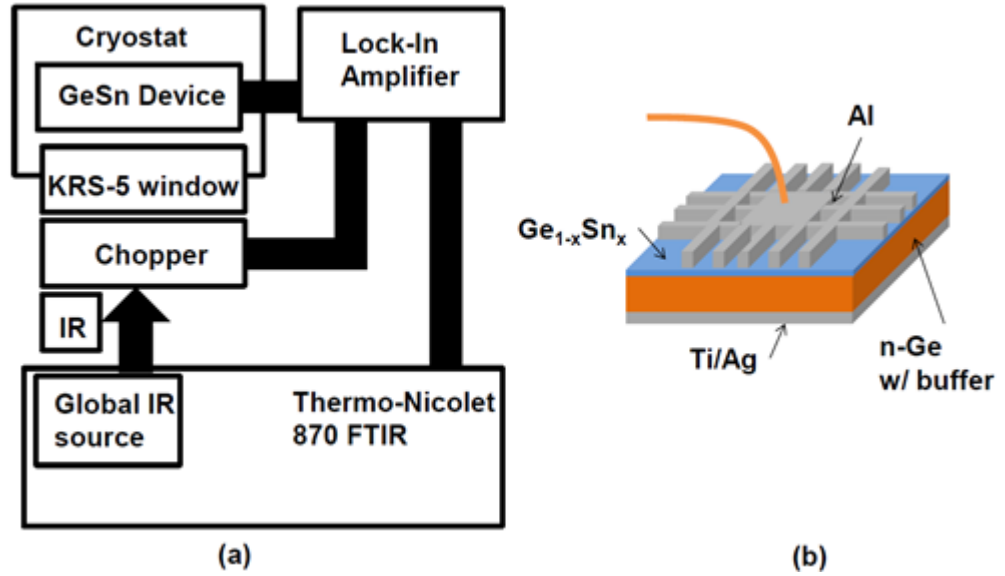 Cryostat
GeSn Device
KRS-5 window
Chopper
IR
Global IR
source
Lock-In
Amplifier
Thermo-Nicolet
870 FTIR
(a)
Al
Ge₁₋ₓSnₓ
Ti/Ag
n-Ge
w/ buffer
(b)